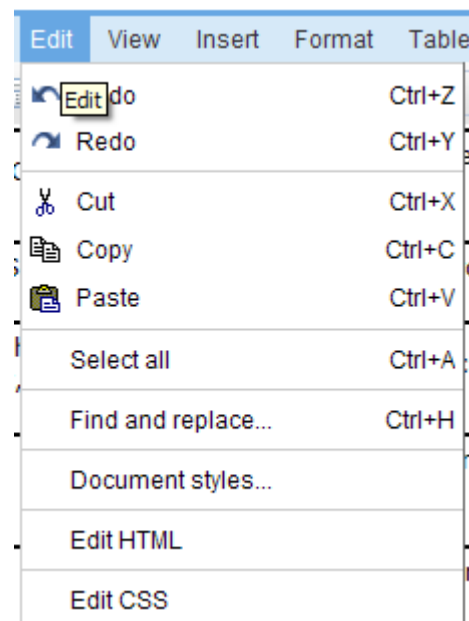 Edit View Insert Format Table
Edit do Ctrl+Z
Redo Ctrl+Y
Cut Ctrl+X
Copy Ctrl+C
Paste Ctrl+V
Select all Ctrl+A
Find and replace... Ctrl+H
Document styles...
Edit HTML
Edit CSS